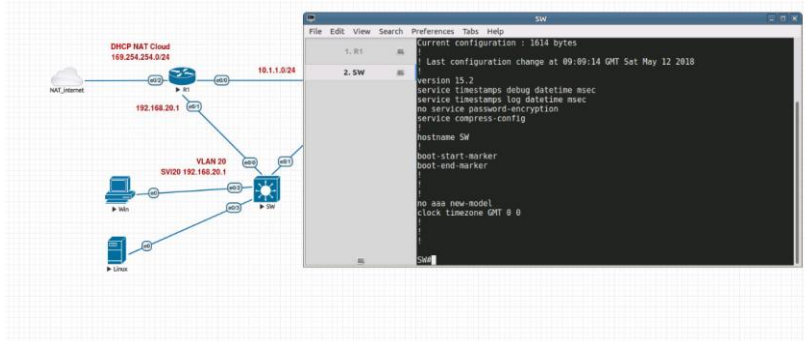 DHCP NAT Cloud
169.254.254.0/24
NAT_Internet
e0/2
R1
e0/0
10.1.1.0/24
192.168.20.1
e0/1
VLAN 20
SVI20 192.168.20.1
e0/0
e0/1
Win
e0
e0/2
SW
e0/3
Linux
e0
SW
File Edit View Search Preferences Tabs Help
1. R1
2. SW
Current configuration : 1614 bytes
!
! Last configuration change at 09:09:14 GMT Sat May 12 2018
!
version 15.2
service timestamps debug datetime msec
service timestamps log datetime msec
no service password-encryption
service compress-config
!
hostname SW
!
boot-start-marker
boot-end-marker
!
!
!
no aaa new-model
clock timezone GMT 0 0
!
!
!
SW#